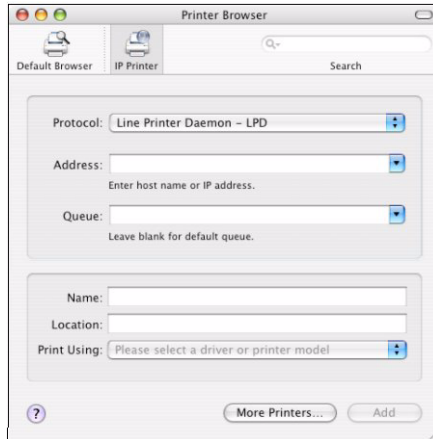 Printer Browser
Default Browser
IP Printer
Search
Protocol: Line Printer Daemon – LPD
Address:
Enter host name or IP address.
Queue:
Leave blank for default queue.
Name:
Location:
Print Using: Please select a driver or printer model
?
More Printers...
Add